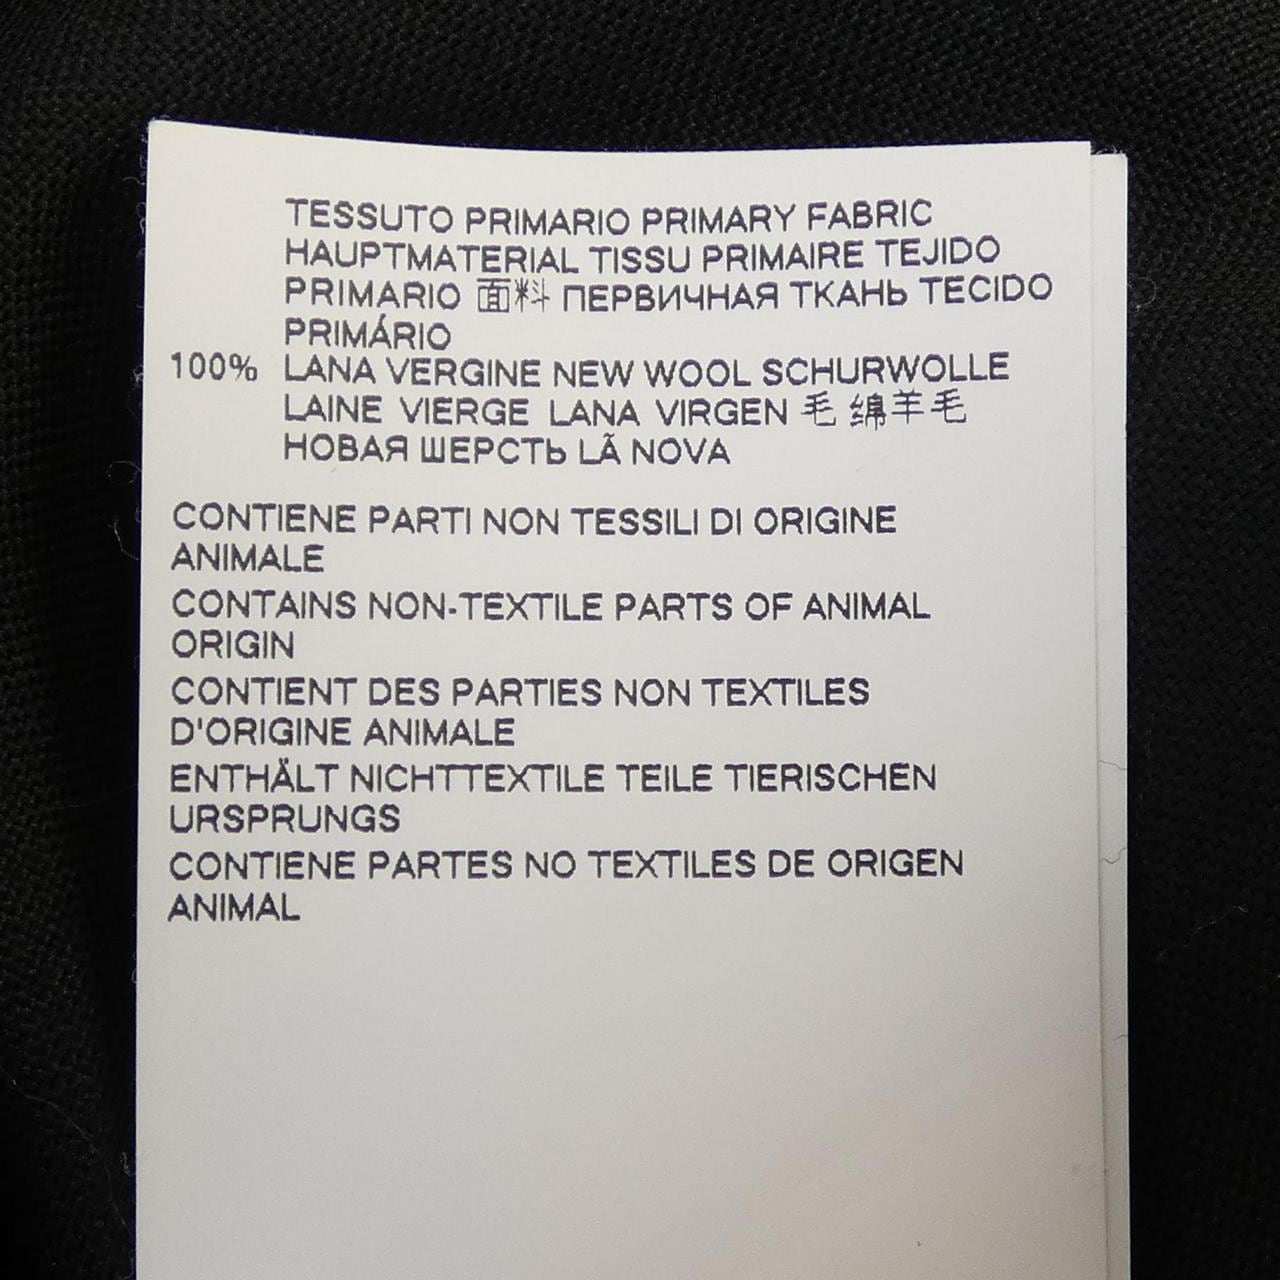 TESSUTO PRIMARIO PRIMARY FABRIC
HAUPTMATERIAL TISSU PRIMAIRE TEJIDO
PRIMARIO 面料 ПЕРВИЧНАЯ ТКАНЬ TECIDO
PRIMÁRIO
100% LANA VERGINE NEW WOOL SCHURWOLLE
LAINE VIERGE LANA VIRGEN 毛 绵羊毛
НОВАЯ ШЕРСТЬ LÃ NOVA
CONTIENE PARTI NON TESSILI DI ORIGINE
ANIMALE
CONTAINS NON-TEXTILE PARTS OF ANIMAL
ORIGIN
CONTIENT DES PARTIES NON TEXTILES
D'ORIGINE ANIMALE
ENTHÄLT NICHTTEXTILE TEILE TIERISCHEN
URSPRUNGS
CONTIENE PARTES NO TEXTILES DE ORIGEN
ANIMAL